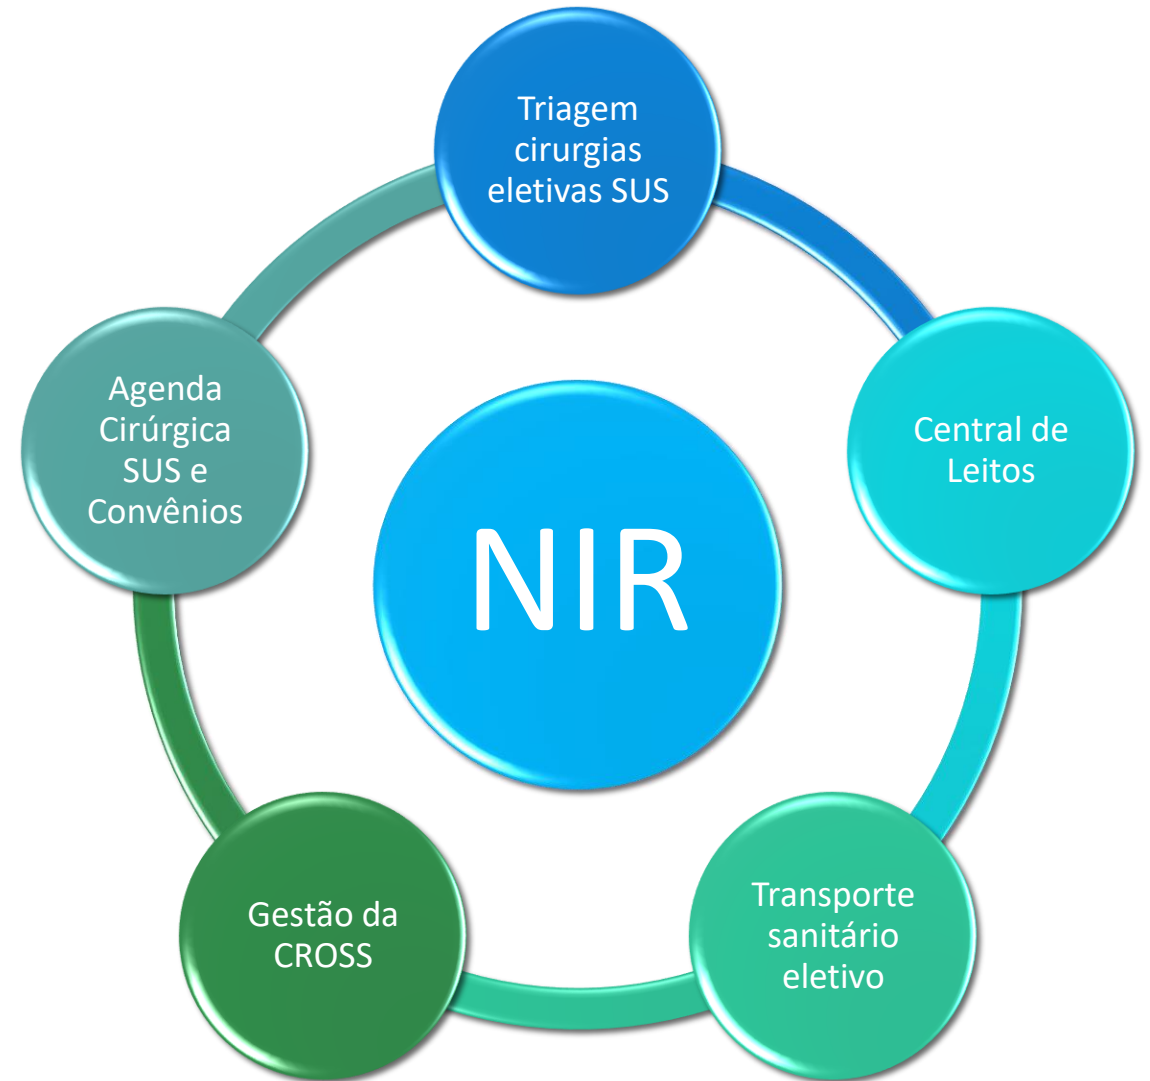 Triagem
cirurgias
eletivas SUS
Central de
Leitos
Transporte
sanitário
eletivo
Gestão da
CROSS
Agenda
Cirúrgica
SUS e
Convênios
NIR